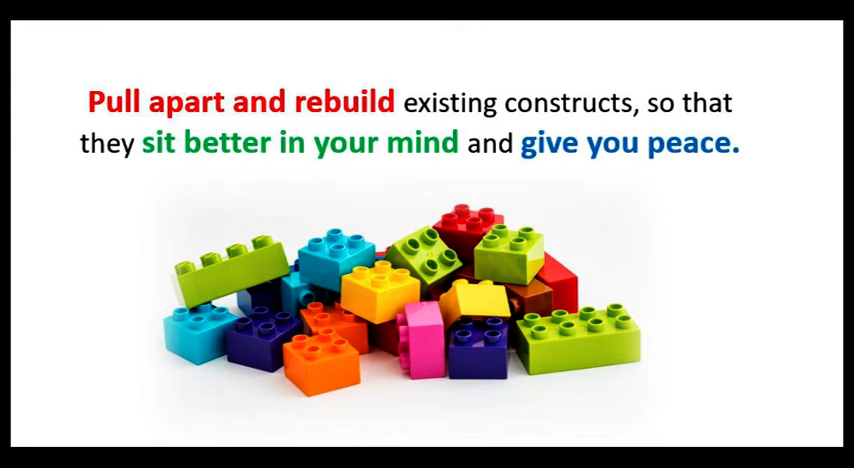 Pull apart and rebuild existing constructs, so that
they sit better in your mind and give you peace.